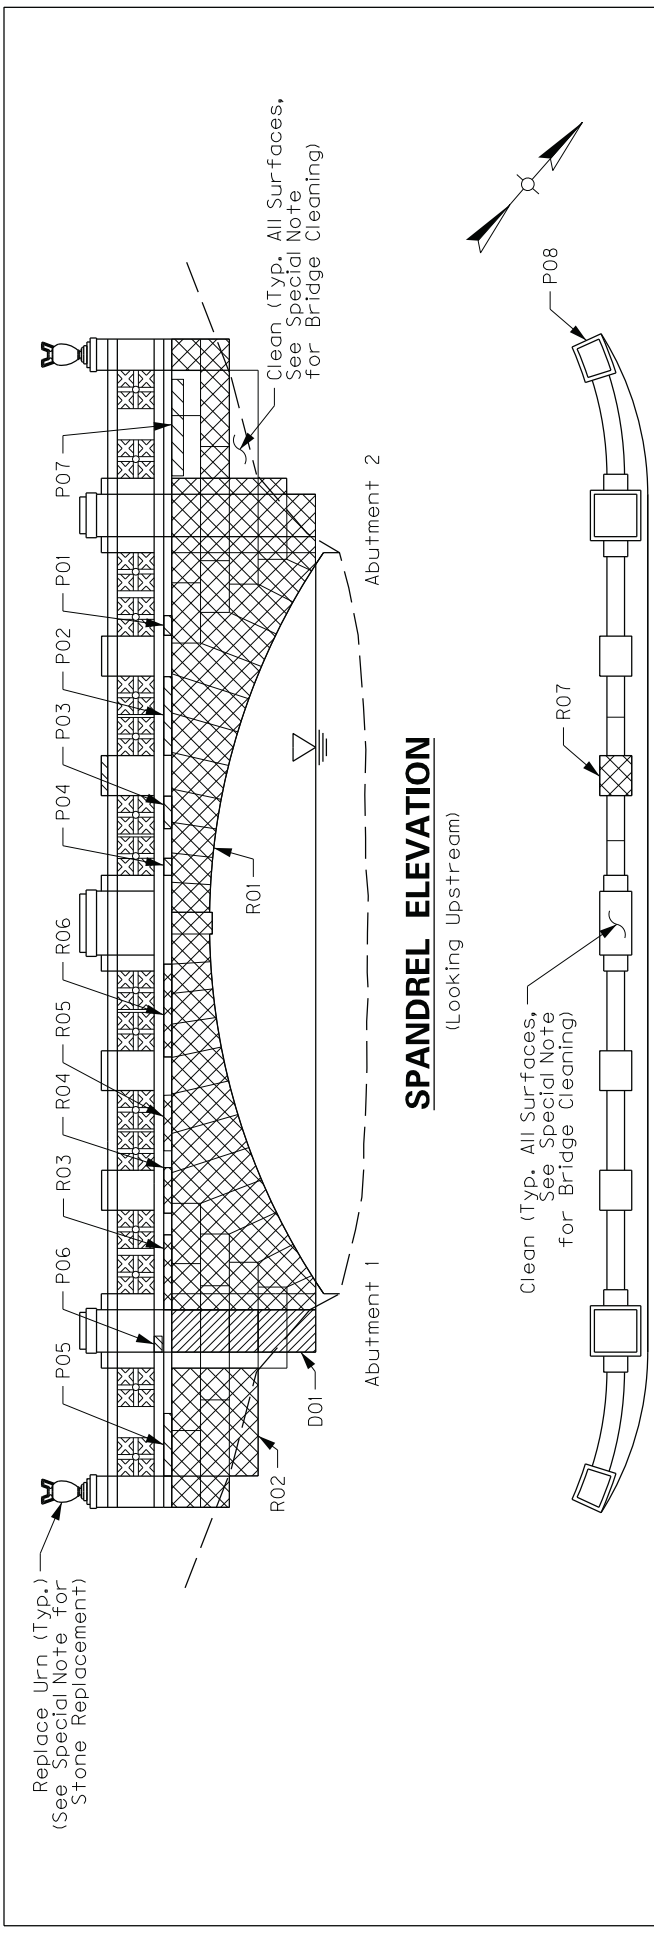 Replace Urn (Typ.)
(See Special Note for
Stone Replacement)
P05
P06
R03
R04
R05
R06
P04
P03
P02
P01
P07
Clean (Typ. All Surfaces,
See Special Note
for Bridge Cleaning)
R02
D01
R01
Abutment 1
Abutment 2
SPANDREL ELEVATION
(Looking Upstream)
Clean (Typ. All Surfaces,
See Special Note
for Bridge Cleaning)
R07
P08